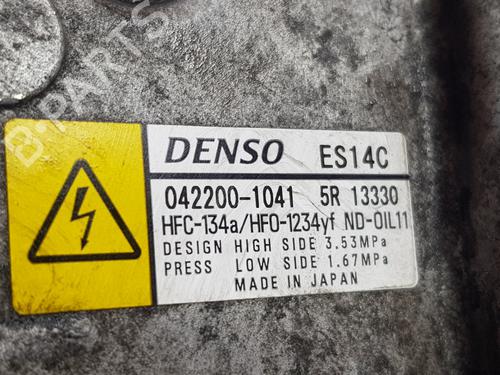 B-PARTS
DENSO ES14C
042200-1041 5R 13330
HFC-134a/HFO-1234yf ND-OIL11
DESIGN HIGH SIDE 3.53MPa
PRESS LOW SIDE 1.67MPa
MADE IN JAPAN